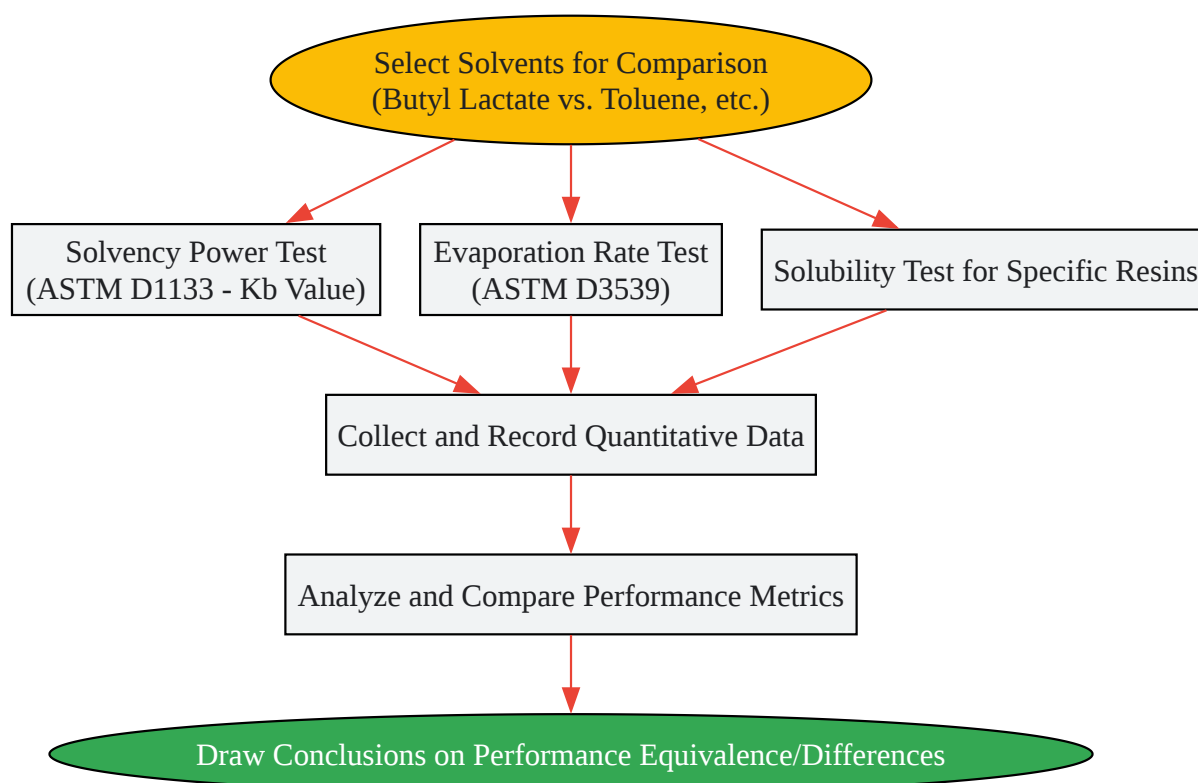 Select Solvents for Comparison
(Butyl Lactate vs. Toluene, etc.)
Solvency Power Test
(ASTM D1133 - Kb Value)
Evaporation Rate Test
(ASTM D3539)
Solubility Test for Specific Resins
Collect and Record Quantitative Data
Analyze and Compare Performance Metrics
Draw Conclusions on Performance Equivalence/Differences